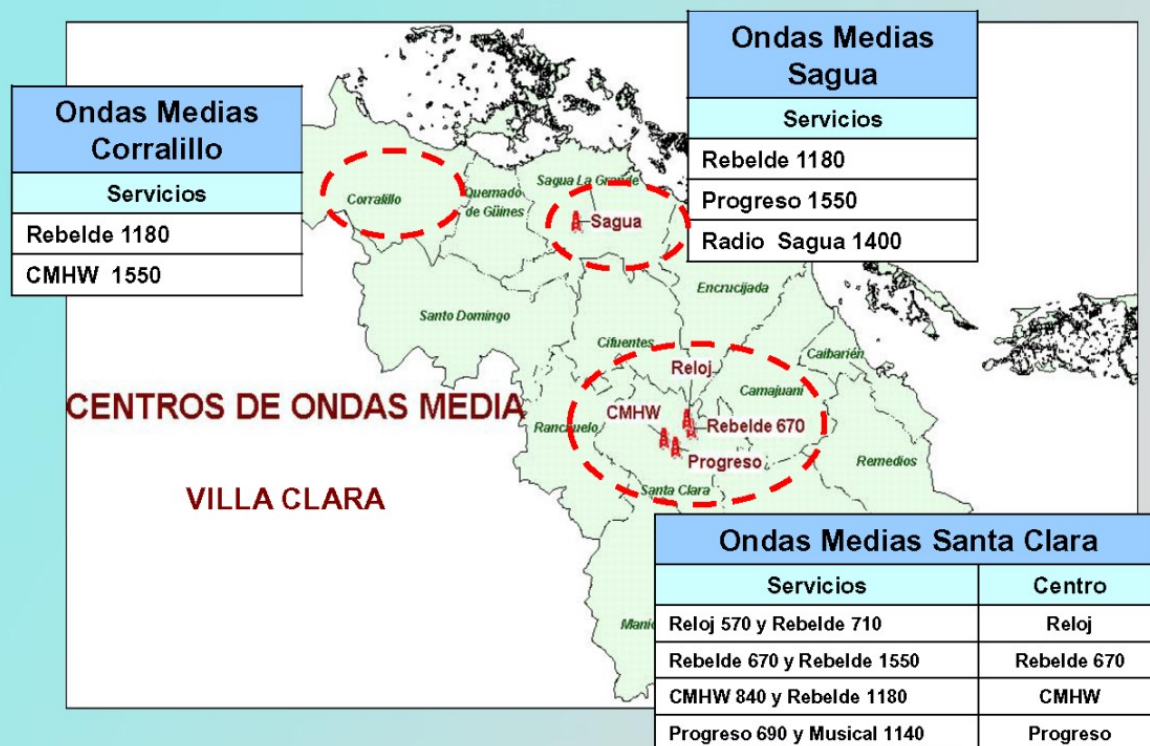 Ondas Medias
Corralillo
Servicios
Rebelde 1180
CMHW 1550
Ondas Medias
Sagua
Servicios
Rebelde 1180
Progreso 1550
Radio Sagua 1400
Corralillo
Quemado
de Güines
Sagua La Grande
Sagua
Encrucijada
Santo Domingo
Cifuentes
Caibarién
Reloj
Camajuaní
CENTROS DE ONDAS MEDIA
CMHW
Rebelde 670
Ranchuelo
Progreso
Remedios
Santa Clara
VILLA CLARA
Ondas Medias Santa Clara
Servicios Centro
Reloj 570 y Rebelde 710 Reloj
Rebelde 670 y Rebelde 1550 Rebelde 670
CMHW 840 y Rebelde 1180 CMHW
Progreso 690 y Musical 1140 Progreso